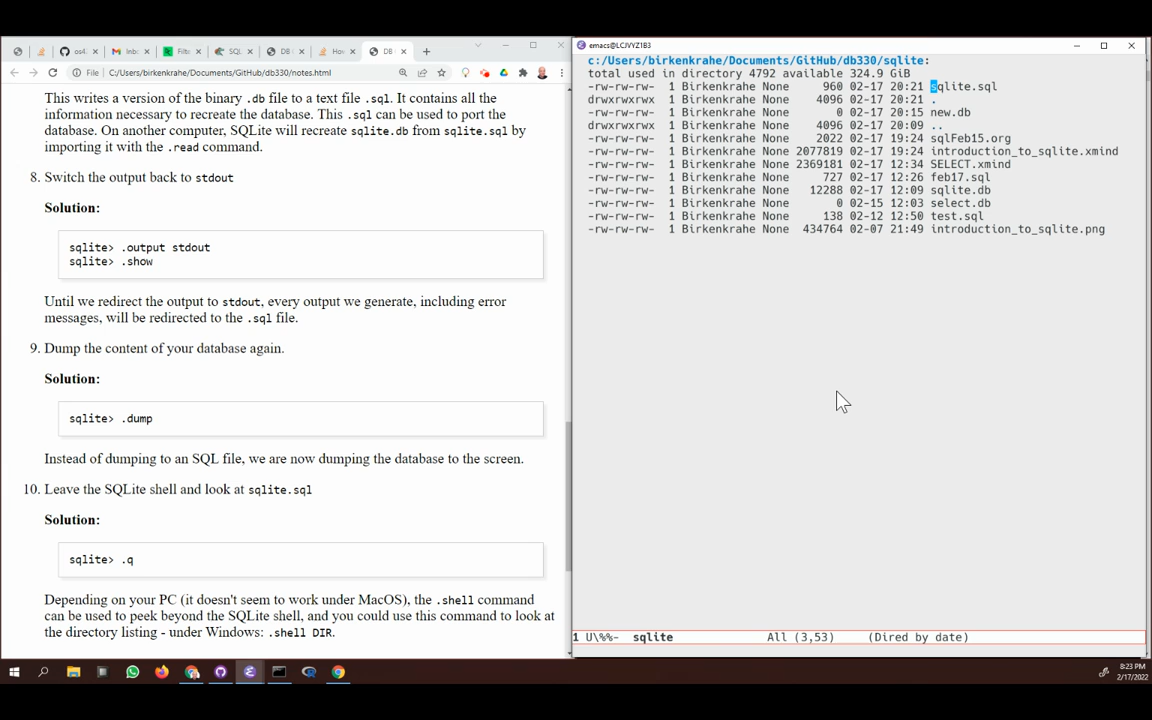 os4
Inb
Filte
SQL
DB
How
DB
File
C:/Users/birkenkrahe/Documents/GitHub/db330/notes.html
This writes a version of the binary .db file to a text file .sql. It contains all the
information necessary to recreate the database. This .sql can be used to port the
database. On another computer, SQLite will recreate sqlite.db from sqlite.sql by
importing it with the .read command.
8. Switch the output back to stdout
Solution:
sqlite> .output stdout
sqlite> .show
Until we redirect the output to stdout, every output we generate, including error
messages, will be redirected to the .sql file.
9. Dump the content of your database again.
Solution:
sqlite> .dump
Instead of dumping to an SQL file, we are now dumping the database to the screen.
10. Leave the SQLite shell and look at sqlite.sql
Solution:
sqlite> .q
Depending on your PC (it doesn't seem to work under MacOS), the .shell command
can be used to peek beyond the SQLite shell, and you could use this command to look at
the directory listing - under Windows: .shell DIR.
emacs@LCJVYZ1B3
c:/Users/birkenkrahe/Documents/GitHub/db330/sqlite:
total used in directory 4792 available 324.9 GiB
-rw-rw-rw- 1 Birkenkrahe None 960 02-17 20:21 sqlite.sql
drwxrwxrwx 1 Birkenkrahe None 4096 02-17 20:21 .
-rw-rw-rw- 1 Birkenkrahe None 0 02-17 20:15 new.db
drwxrwxrwx 1 Birkenkrahe None 4096 02-17 20:09 ..
-rw-rw-rw- 1 Birkenkrahe None 2022 02-17 19:24 sqlFeb15.org
-rw-rw-rw- 1 Birkenkrahe None 2077819 02-17 19:24 introduction_to_sqlite.xmind
-rw-rw-rw- 1 Birkenkrahe None 2369181 02-17 12:34 SELECT.xmind
-rw-rw-rw- 1 Birkenkrahe None 727 02-17 12:26 feb17.sql
-rw-rw-rw- 1 Birkenkrahe None 12288 02-17 12:09 sqlite.db
-rw-rw-rw- 1 Birkenkrahe None 0 02-15 12:03 select.db
-rw-rw-rw- 1 Birkenkrahe None 138 02-12 12:50 test.sql
-rw-rw-rw- 1 Birkenkrahe None 434764 02-07 21:49 introduction_to_sqlite.png
1 U\%%- sqlite All (3,53) (Dired by date)
8:23 PM
2/17/2022